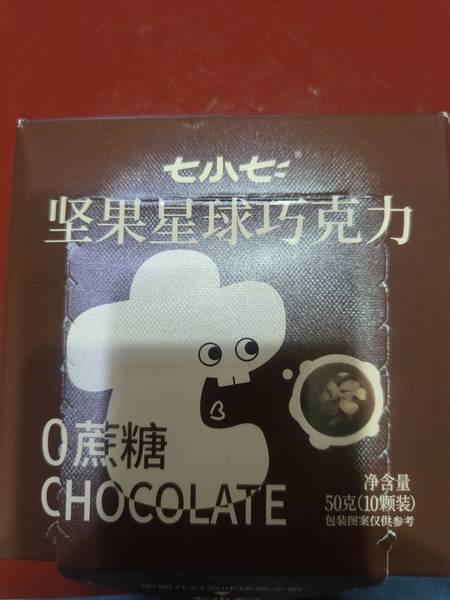 七小七
®
坚果星球巧克力
0蔗糖
CHOCOLATE
净含量
50克(10颗装)
包装图案仅供参考